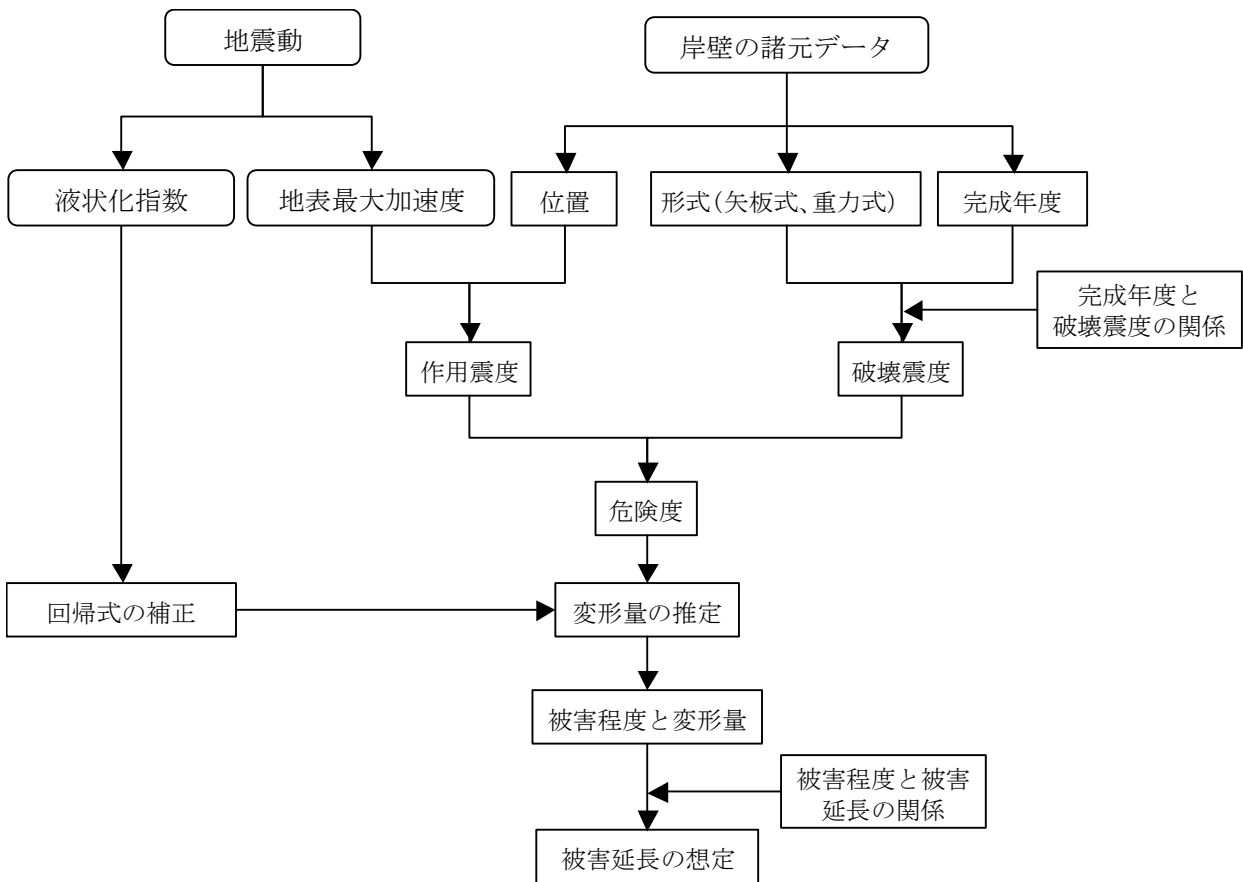 地震動
岸壁の諸元データ
液状化指数
地表最大加速度
位置
形式(矢板式、重力式)
完成年度
完成年度と
破壊震度の関係
作用震度
破壊震度
危険度
回帰式の補正
変形量の推定
被害程度と変形量
被害程度と被害
延長の関係
被害延長の想定